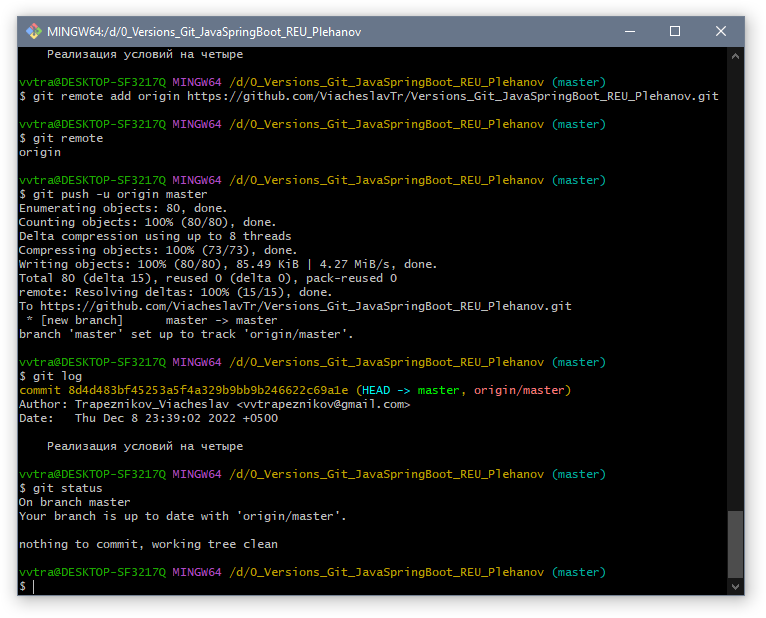 MINGW64:/d/0_Versions_Git_JavaSpringBoot_REU_Plehanov
Реализация условий на четыре
vvtra@DESKTOP-SF3217Q MINGW64 /d/0_Versions_Git_JavaSpringBoot_REU_Plehanov (master)
$ git remote add origin https://github.com/ViacheslavTr/Versions_Git_JavaSpringBoot_REU_Plehanov.git
vvtra@DESKTOP-SF3217Q MINGW64 /d/0_Versions_Git_JavaSpringBoot_REU_Plehanov (master)
$ git remote
origin
vvtra@DESKTOP-SF3217Q MINGW64 /d/0_Versions_Git_JavaSpringBoot_REU_Plehanov (master)
$ git push -u origin master
Enumerating objects: 80, done.
Counting objects: 100% (80/80), done.
Delta compression using up to 8 threads
Compressing objects: 100% (73/73), done.
Writing objects: 100% (80/80), 85.49 KiB | 4.27 MiB/s, done.
Total 80 (delta 15), reused 0 (delta 0), pack-reused 0
remote: Resolving deltas: 100% (15/15), done.
To https://github.com/ViacheslavTr/Versions_Git_JavaSpringBoot_REU_Plehanov.git
 * [new branch]      master -> master
branch 'master' set up to track 'origin/master'.
vvtra@DESKTOP-SF3217Q MINGW64 /d/0_Versions_Git_JavaSpringBoot_REU_Plehanov (master)
$ git log
commit 8d4d483bf45253a5f4a329b9bb9b246622c69a1e (HEAD -> master, origin/master)
Author: Trapeznikov_Viacheslav <vvtrapeznikov@gmail.com>
Date:   Thu Dec 8 23:39:02 2022 +0500
Реализация условий на четыре
vvtra@DESKTOP-SF3217Q MINGW64 /d/0_Versions_Git_JavaSpringBoot_REU_Plehanov (master)
$ git status
On branch master
Your branch is up to date with 'origin/master'.
nothing to commit, working tree clean
vvtra@DESKTOP-SF3217Q MINGW64 /d/0_Versions_Git_JavaSpringBoot_REU_Plehanov (master)
$